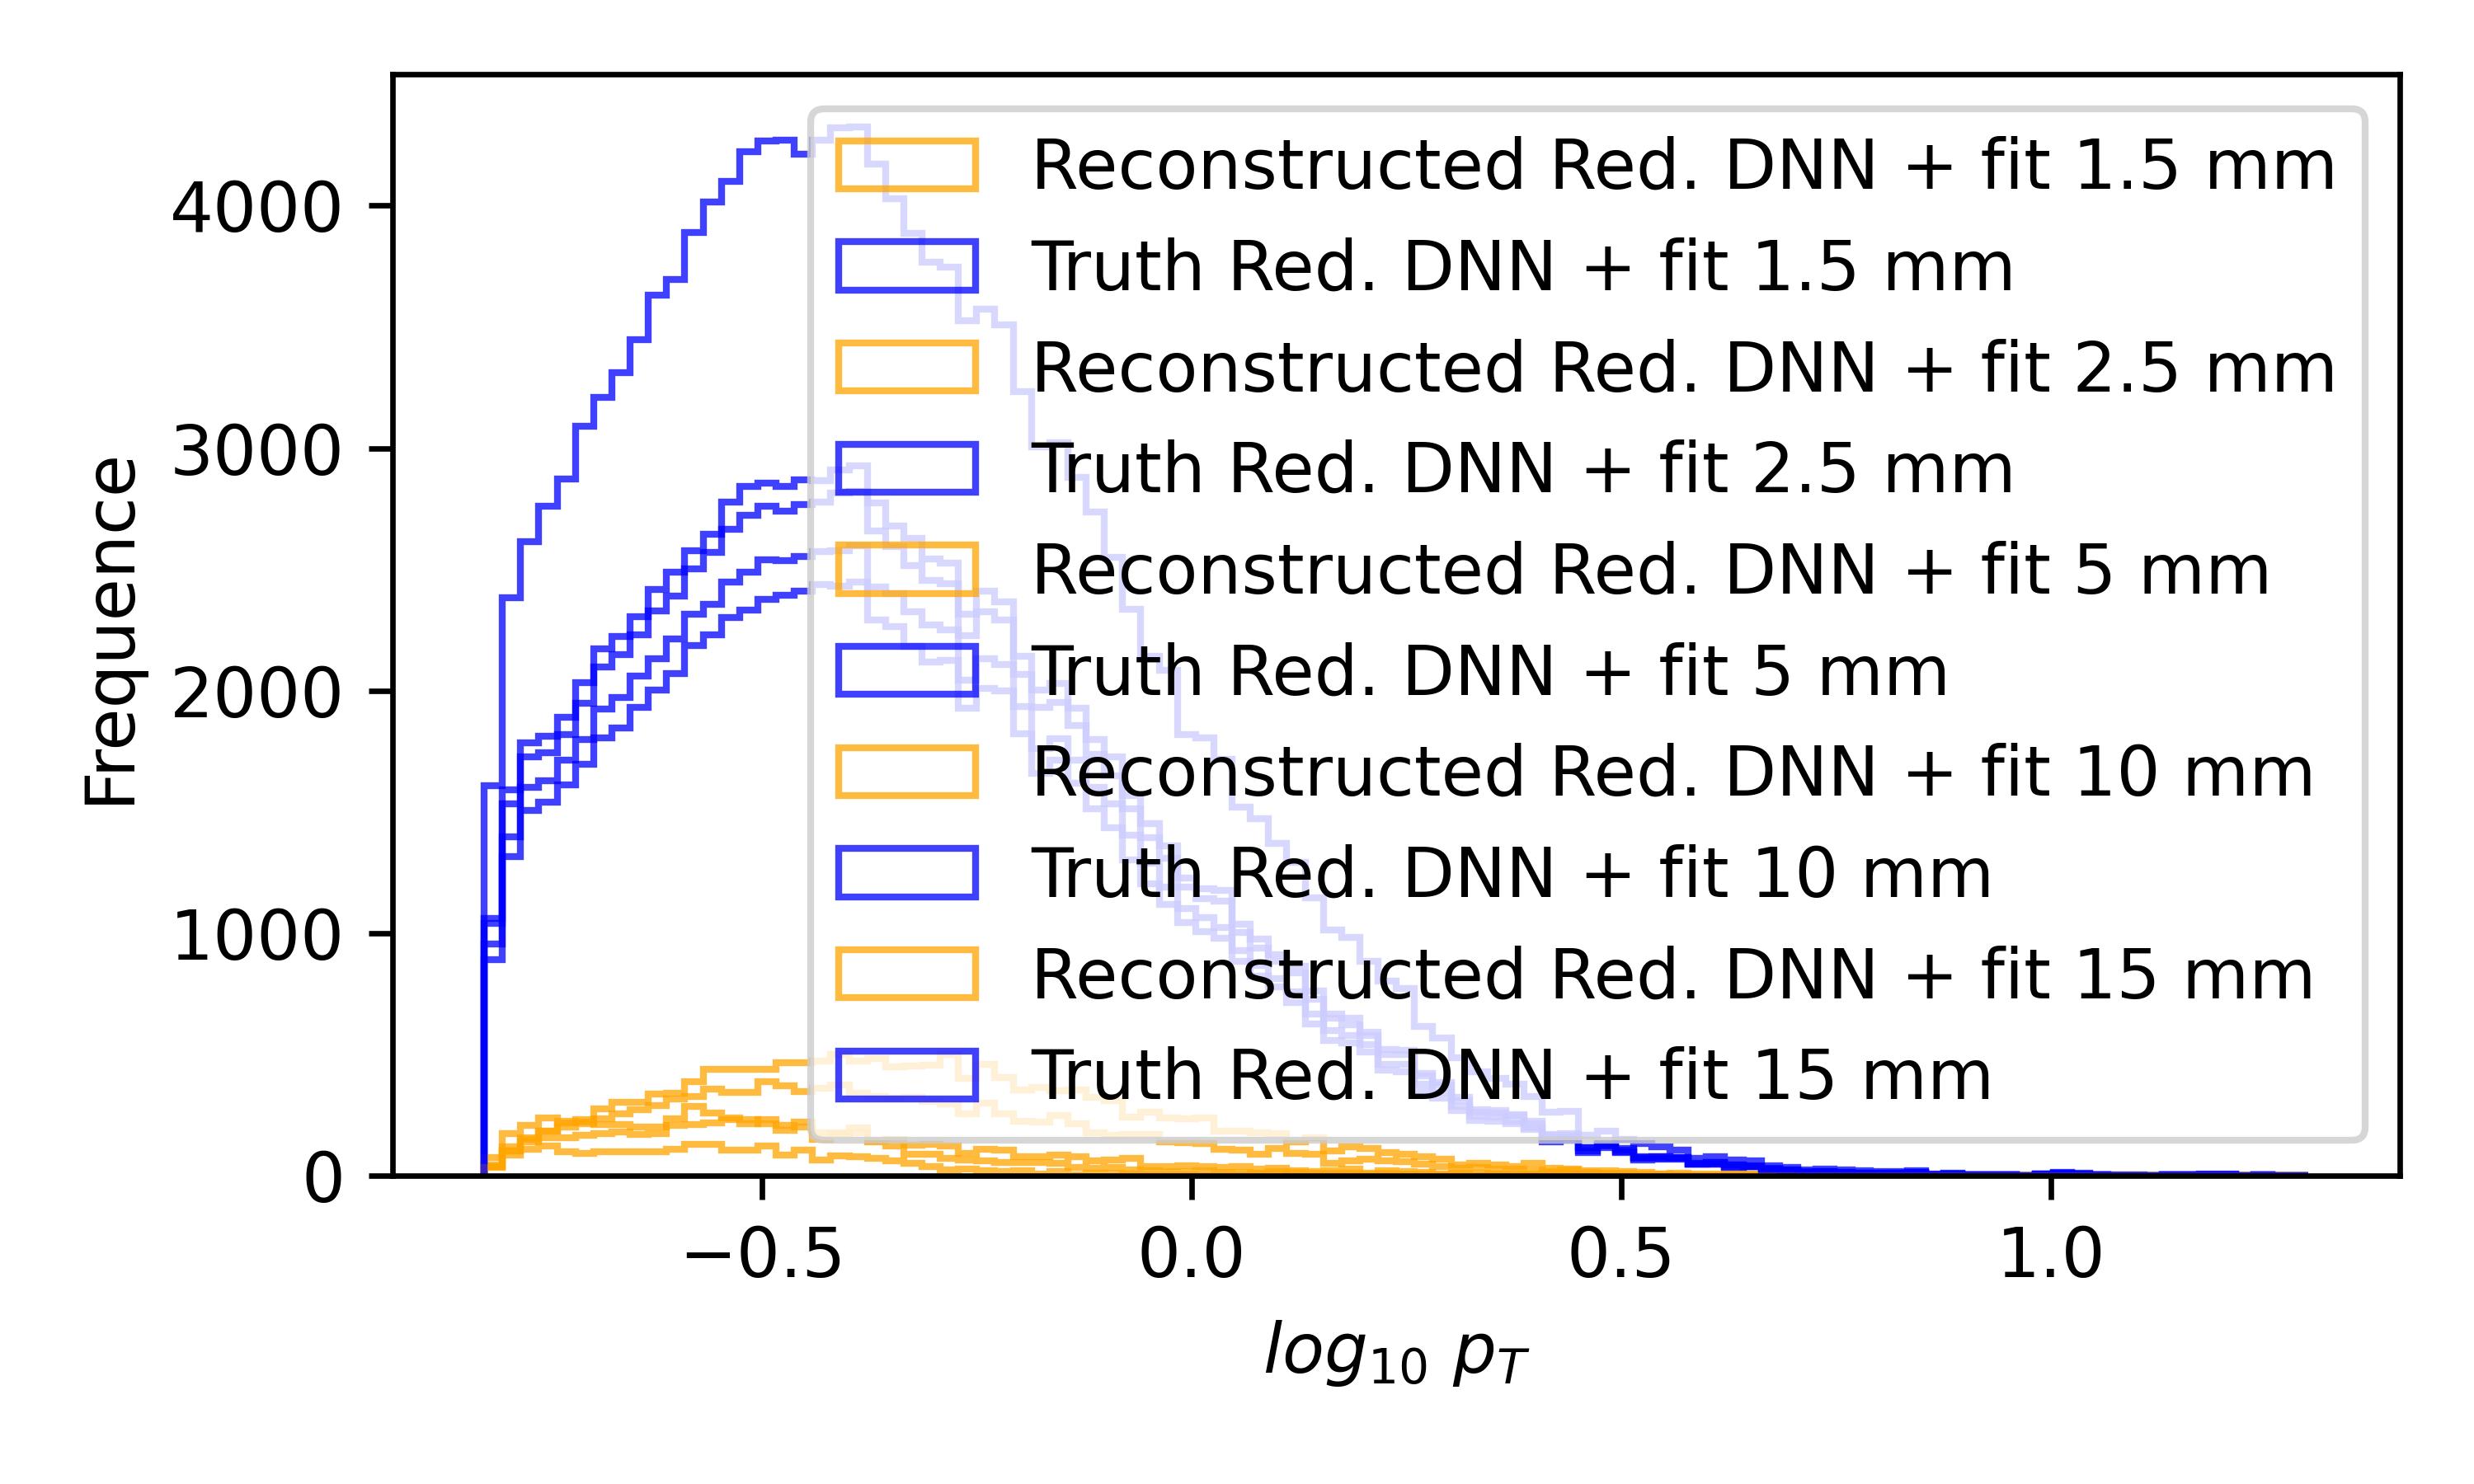 4000
3000
2000
1000
0
Frequence
Reconstructed Red. DNN + fit 1.5 mm
Truth Red. DNN + fit 1.5 mm
Reconstructed Red. DNN + fit 2.5 mm
Truth Red. DNN + fit 2.5 mm
Reconstructed Red. DNN + fit 5 mm
Truth Red. DNN + fit 5 mm
Reconstructed Red. DNN + fit 10 mm
Truth Red. DNN + fit 10 mm
Reconstructed Red. DNN + fit 15 mm
Truth Red. DNN + fit 15 mm
−0.5 0.0 0.5 1.0
log₁₀ p_T